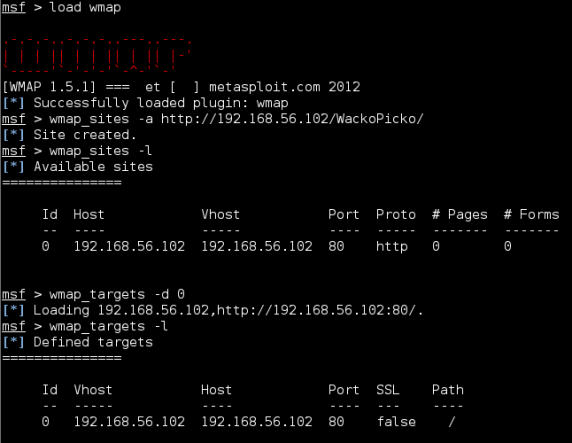 msf > load wmap
.-.-.-..-.-.-..---..---.
| | | || | | || | || |-'
`-----'`-'-'-'`-^-'`-'
[WMAP 1.5.1] === et [ ] metasploit.com 2012
[*] Successfully loaded plugin: wmap
msf > wmap_sites -a http://192.168.56.102/WackoPicko/
[*] Site created.
msf > wmap_sites -l
[*] Available sites
===============
Id Host Vhost Port Proto # Pages # Forms
-- ---- ----- ---- ----- ------- -------
0 192.168.56.102 192.168.56.102 80 http 0 0
msf > wmap_targets -d 0
[*] Loading 192.168.56.102,http://192.168.56.102:80/.
msf > wmap_targets -l
[*] Defined targets
===============
Id Vhost Host Port SSL Path
-- ----- ---- ---- --- ----
0 192.168.56.102 192.168.56.102 80 false /